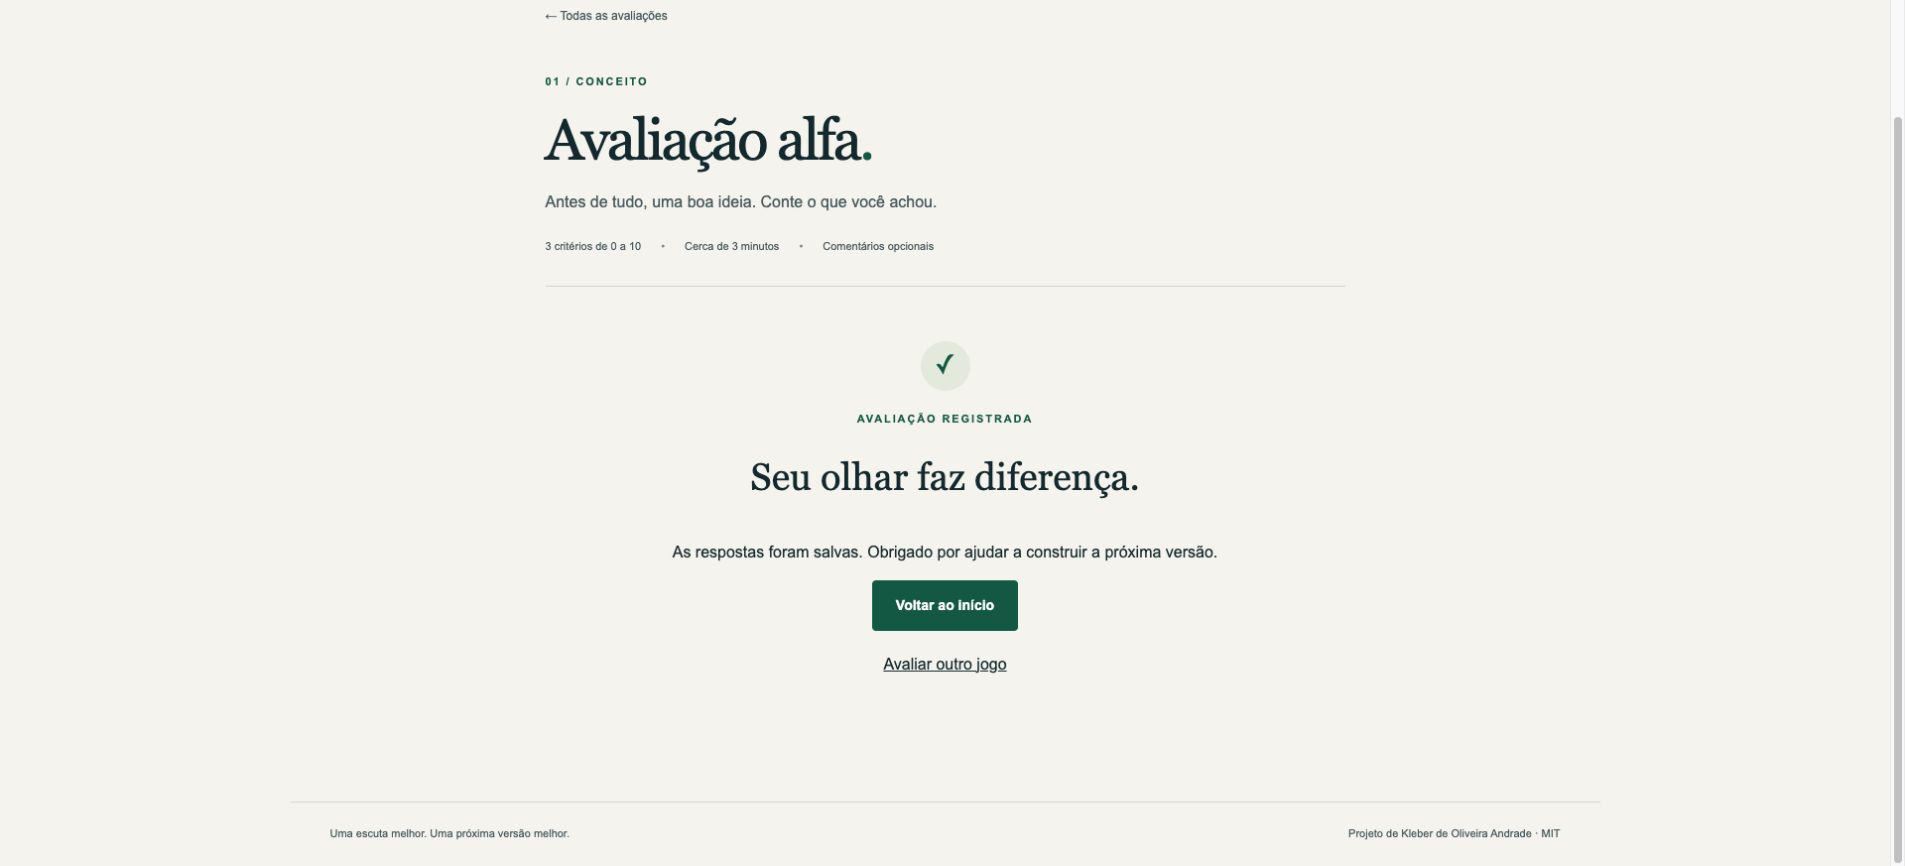 ← Todas as avaliações
01 / CONCEITO
Avaliação alfa.
Antes de tudo, uma boa ideia. Conte o que você achou.
3 critérios de 0 a 10 • Cerca de 3 minutos • Comentários opcionais
✓
AVALIAÇÃO REGISTRADA
Seu olhar faz diferença.
As respostas foram salvas. Obrigado por ajudar a construir a próxima versão.
Voltar ao início
Avaliar outro jogo
Uma escuta melhor. Uma próxima versão melhor.
Projeto de Kleber de Oliveira Andrade · MIT